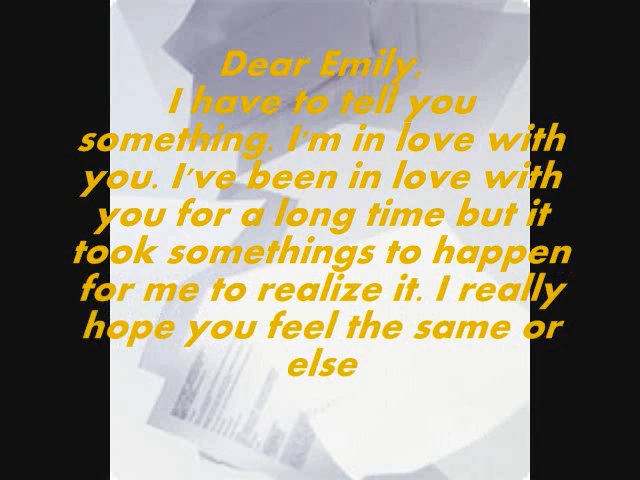 Dear Emily,
I have to tell you
something. I'm in love with
you. I've been in love with
you for a long time but it
took somethings to happen
for me to realize it. I really
hope you feel the same or
else